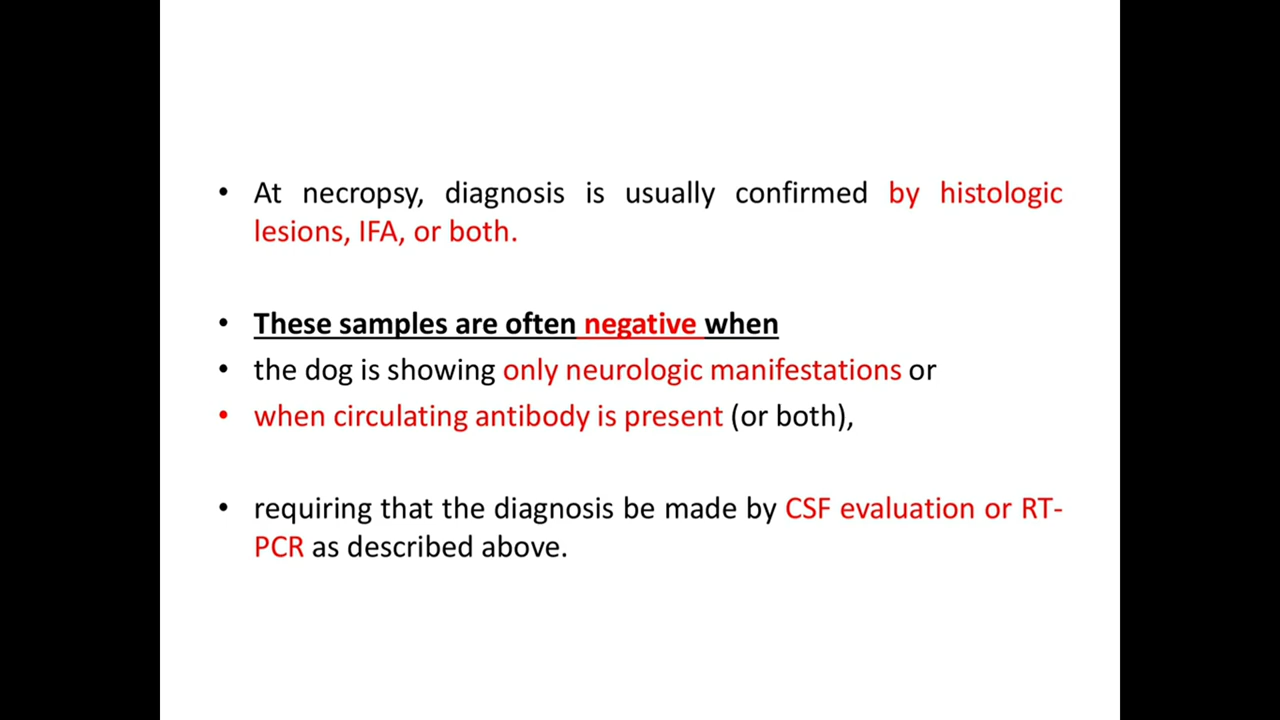 • At necropsy, diagnosis is usually confirmed by histologic
lesions, IFA, or both.
• These samples are often negative when
• the dog is showing only neurologic manifestations or
• when circulating antibody is present (or both),
• requiring that the diagnosis be made by CSF evaluation or RT-
PCR as described above.